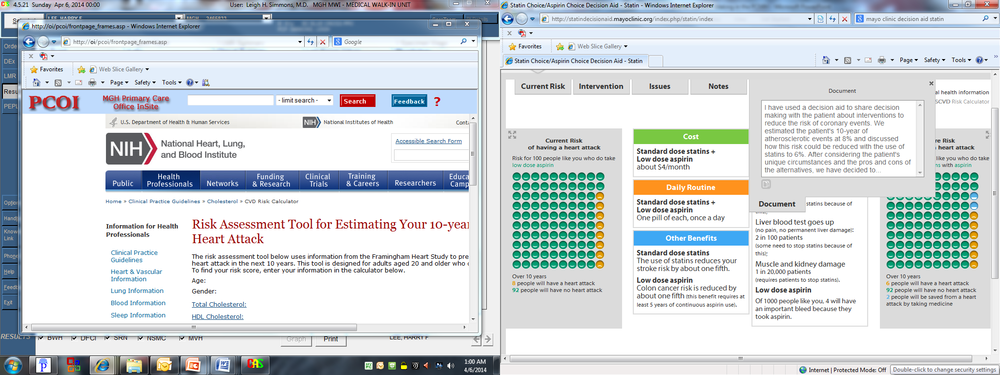 4.5.21 Sunday Apr 6, 2014 00:00
User: Leigh H. Simmons, M.D. MGH MWI - MEDICAL WALK-IN UNIT
LEE, HARRY F
MGH
2465833
http://oi/pcoi/frontpage_frames.asp - Windows Internet Explorer
http://oi/pcoi/frontpage_frames.asp
Google
Favorites
Web Slice Gallery
Page
Safety
Tools
PCOI
MGH Primary Care
Office InSite
- limit search -
Search
Feedback
?
U.S. Department of Health & Human Services
NIH
National Institutes of Health
Conta
NIH
National Heart, Lung,
and Blood Institute
Accessible Search Form
Public
Health
Professionals
Networks
Funding
& Research
Clinical
Trials
Training
& Careers
Researchers
Educa
Camp
Home » Clinical Practice Guidelines » Cholesterol » CVD Risk Calculator
Information for Health
Professionals
Clinical Practice
Guidelines
Heart & Vascular
Information
Lung Information
Blood Information
Sleep Information
Risk Assessment Tool for Estimating Your 10-year
Heart Attack
The risk assessment tool below uses information from the Framingham Heart Study to pre
heart attack in the next 10 years. This tool is designed for adults aged 20 and older who d
To find your risk score, enter your information in the calculator below.
Age:
Gender:
Total Cholesterol:
HDL Cholesterol:
Orde
DEx
LMR
Resu
PEPL
Option
Handb
Know
Link
Phone
Help
Feedb
Exit
RESULTS
BWH
DFCI
SRN
NSMC
MVH
Graph
Print
LEE, HARRY F
CAS
1:00 AM
4/6/2014
Statin Choice/Aspirin Choice Decision Aid - Statin - Windows Internet Explorer
http://statindecisionaid.mayoclinic.org/index.php/statin/index
mayo clinic decision aid statin
Favorites
Web Slice Gallery
Statin Choice/Aspirin Choice Decision Aid - Statin
Page
Safety
Tools
Current Risk
Intervention
Issues
Notes
Document
I have used a decision aid to share decision
making with the patient about interventions to
reduce the risk of coronary events. We
estimated the patient's 10-year of
atherosclerotic events at 8% and discussed
how this risk could be reduced with the use of
statins to 6%. After considering the patient's
unique circumstances and the pros and cons of
the alternatives, we have decided to...
Document
al health information
SCVD Risk Calculator
Current Risk
of having a heart attack
Risk for 100 people like you who do take
low dose aspirin
Over 10 years
8 people will have a heart attack
92 people will have no heart attack
Cost
Standard dose statins +
Low dose aspirin
about $4/month
Daily Routine
Standard dose statins +
Low dose aspirin
One pill of each, once a day
Other Benefits
Standard dose statins
The use of statins reduces your
stroke risk by about one fifth.
Low dose aspirin
Colon cancer risk is reduced by
about one fifth (this benefit requires at
least 5 years of continuous aspirin use).
statins because of
this);
Liver blood test goes up
(no pain, no permanent liver damage):
2 in 100 patients
(some need to stop statins because of
this);
Muscle and kidney damage
1 in 20,000 patients
(requires patients to stop statins).
Low dose aspirin
Of 1000 people like you, 4 will have
an important bleed because they
took aspirin.
re Risk
heart attack
like you who do take
ns with aspirin
Over 10 years
6 people will have a heart attack
92 people will have no heart attack
2 people will be saved from a heart
attack by taking medicine
Internet | Protected Mode: Off
Double-click to change security settings